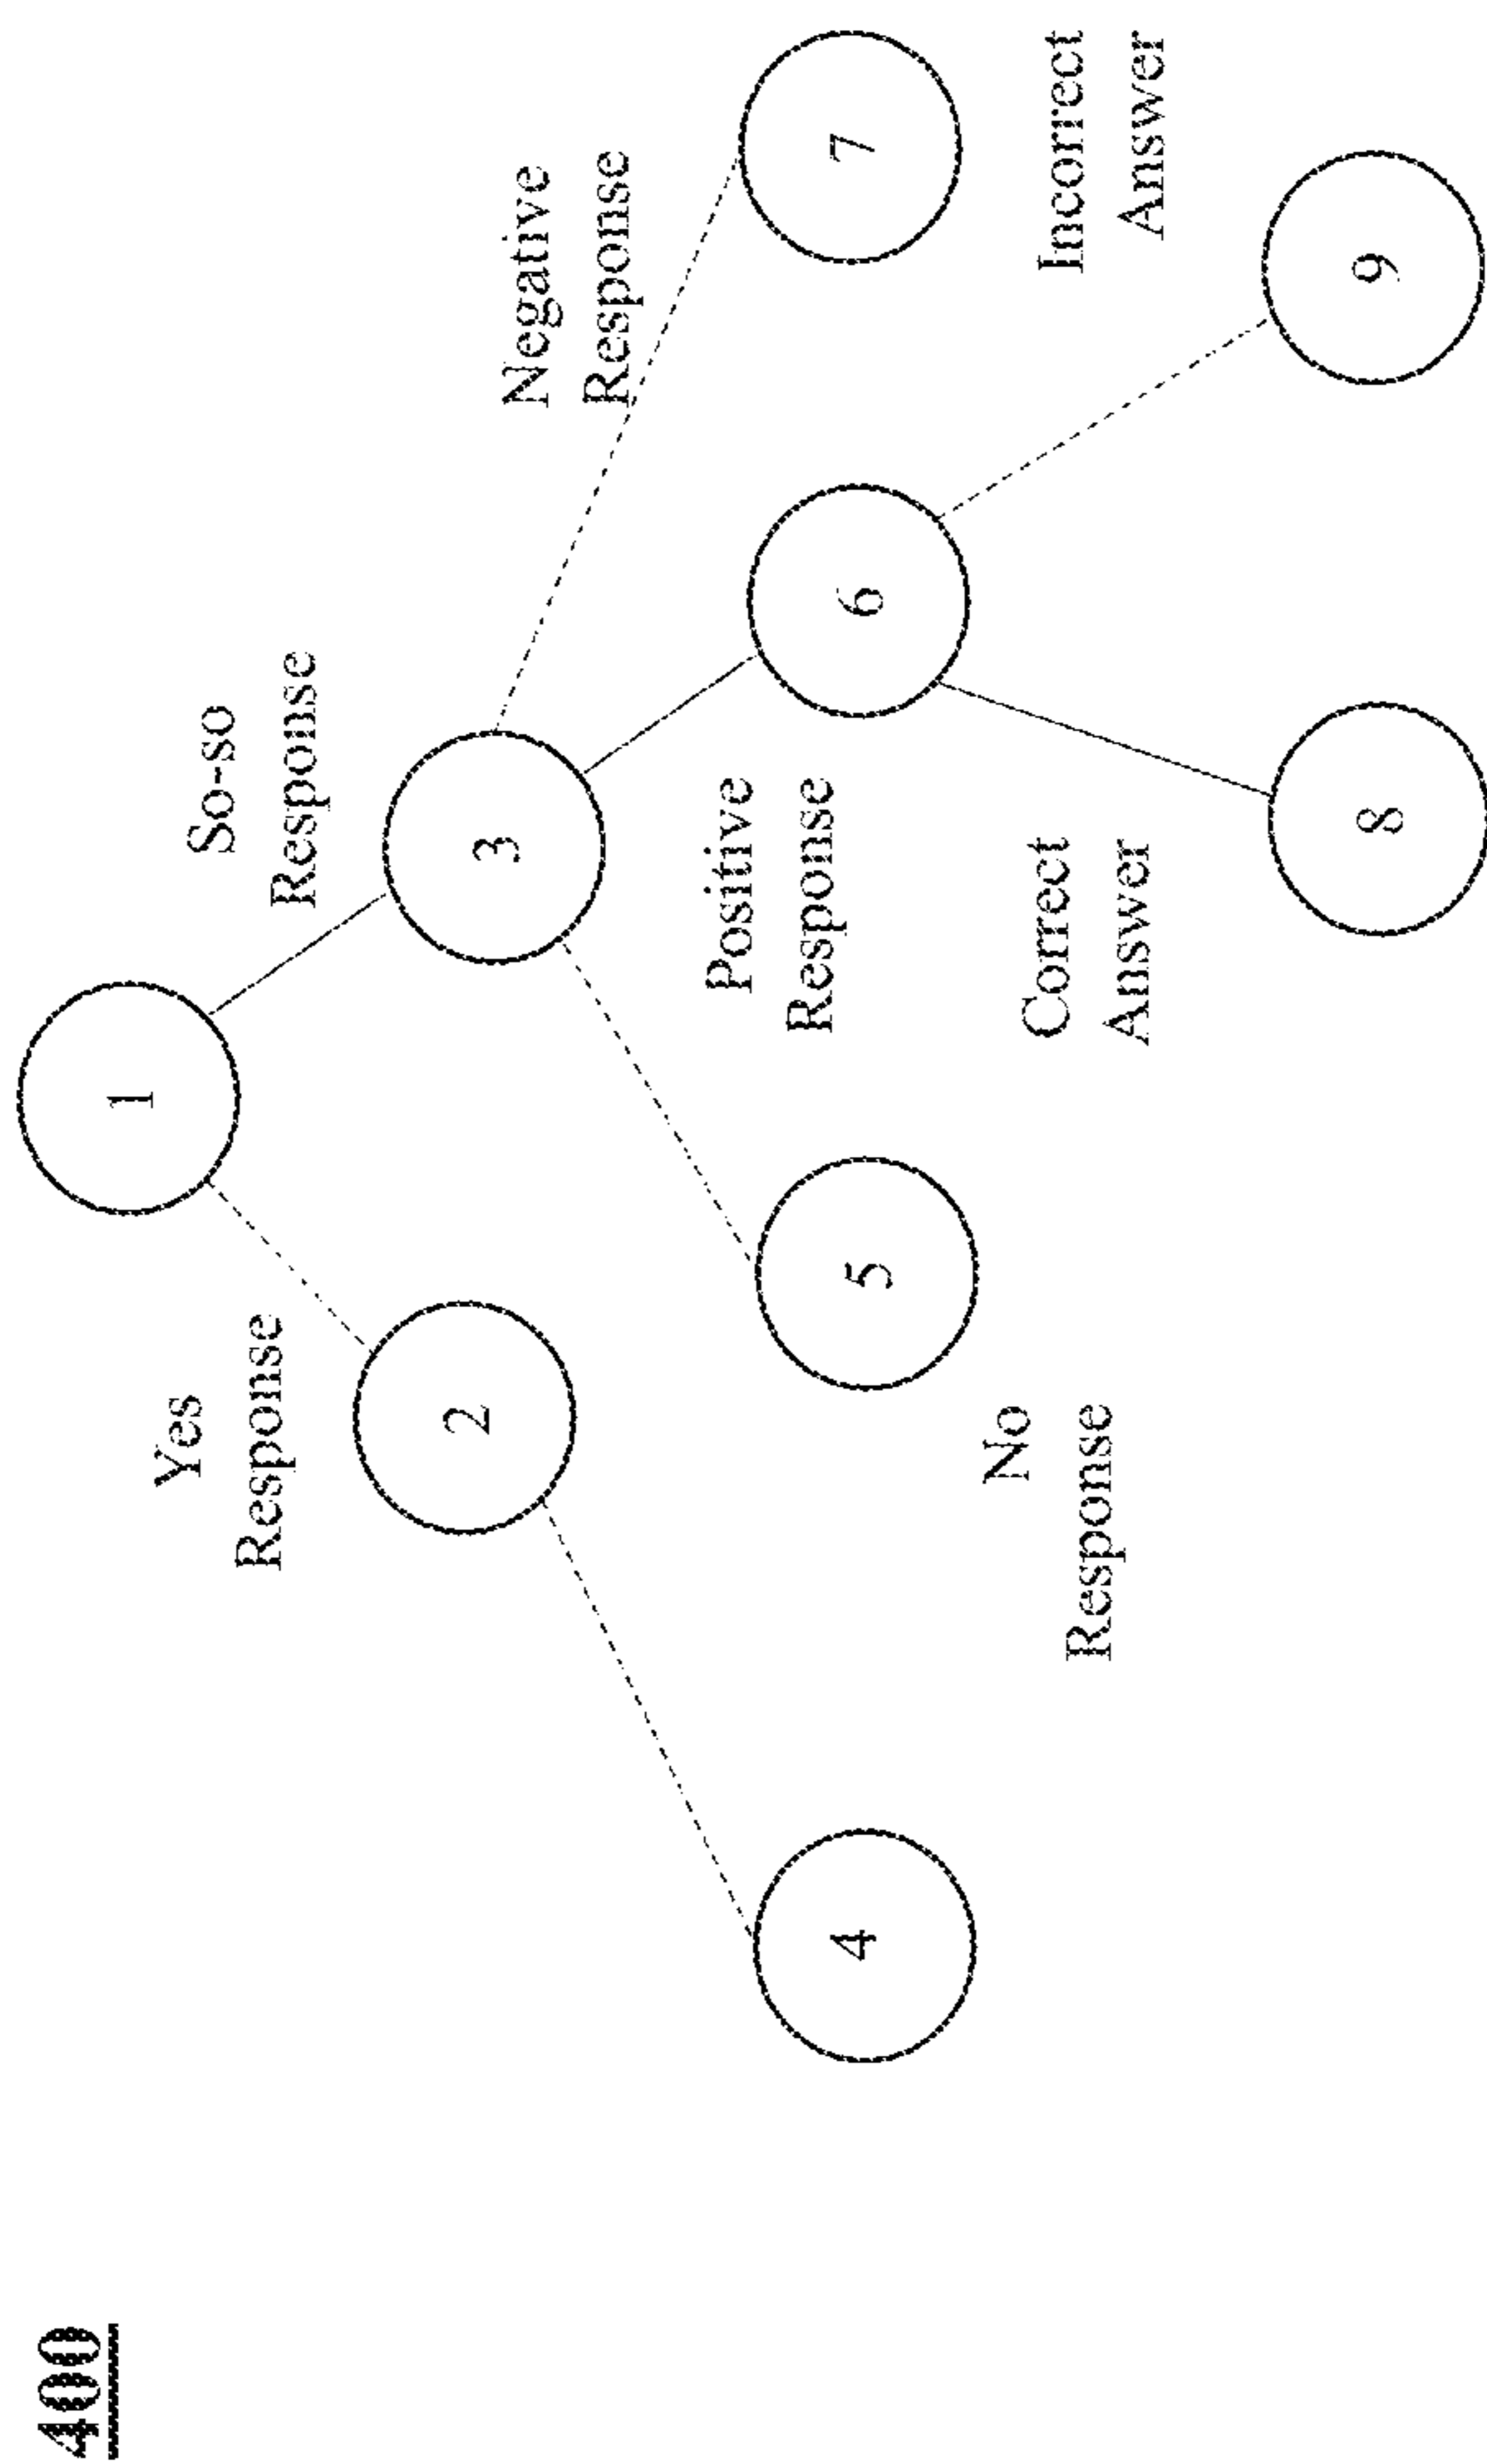 400
1
Yes
Response
So-so
Response
2
3
Negative
Response
Positive
Response
4
5
6
7
No
Response
Correct
Answer
Incorrect
Answer
8
9